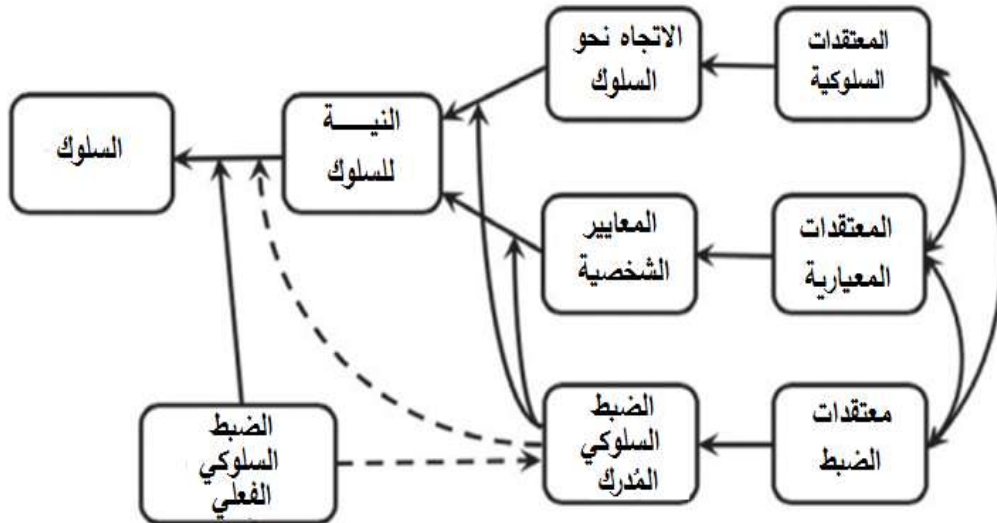 المعتقدات
السلوكية
الاتجاه نحو
السلوك
النية
للسلوك
السلوك
المعتقدات
المعيارية
المعايير
الشخصية
معتقدات
الضبط
الضبط
السلوكي
المُدرك
الضبط
السلوكي
الفعلي